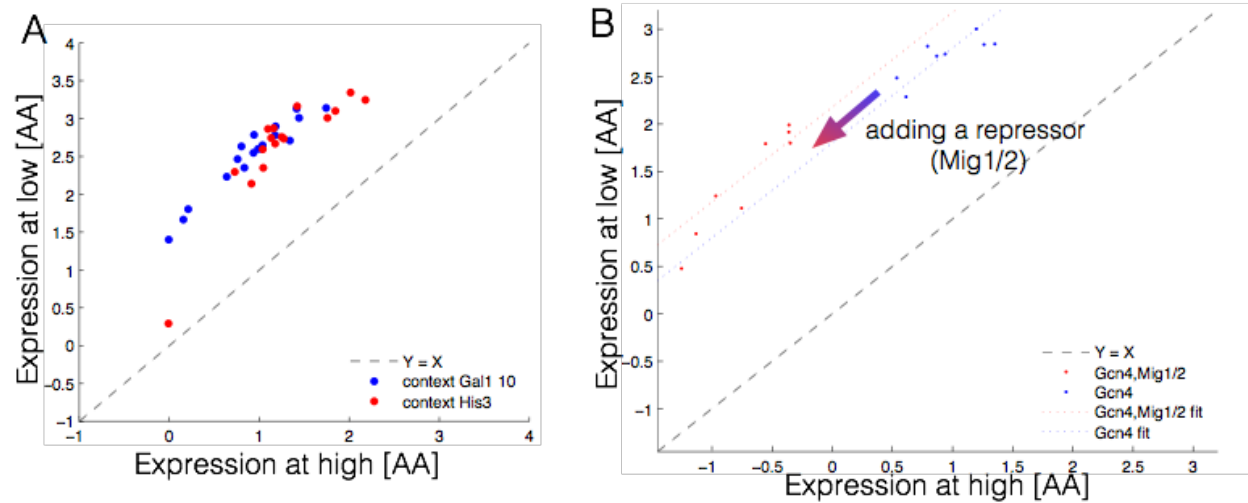 A
Expression at low [AA]
4
3.5
3
2.5
2
1.5
1
0.5
0
−0.5
−1
−1
0
1
2
3
4
Expression at high [AA]
Y = X
context Gal1 10
context His3
B
Expression at low [AA]
3
2.5
2
1.5
1
0.5
0
−0.5
−1
−1
−0.5
0
0.5
1
1.5
2
2.5
3
Expression at high [AA]
adding a repressor
(Mig1/2)
Y = X
Gcn4,Mig1/2
Gcn4
Gcn4,Mig1/2 fit
Gcn4 fit